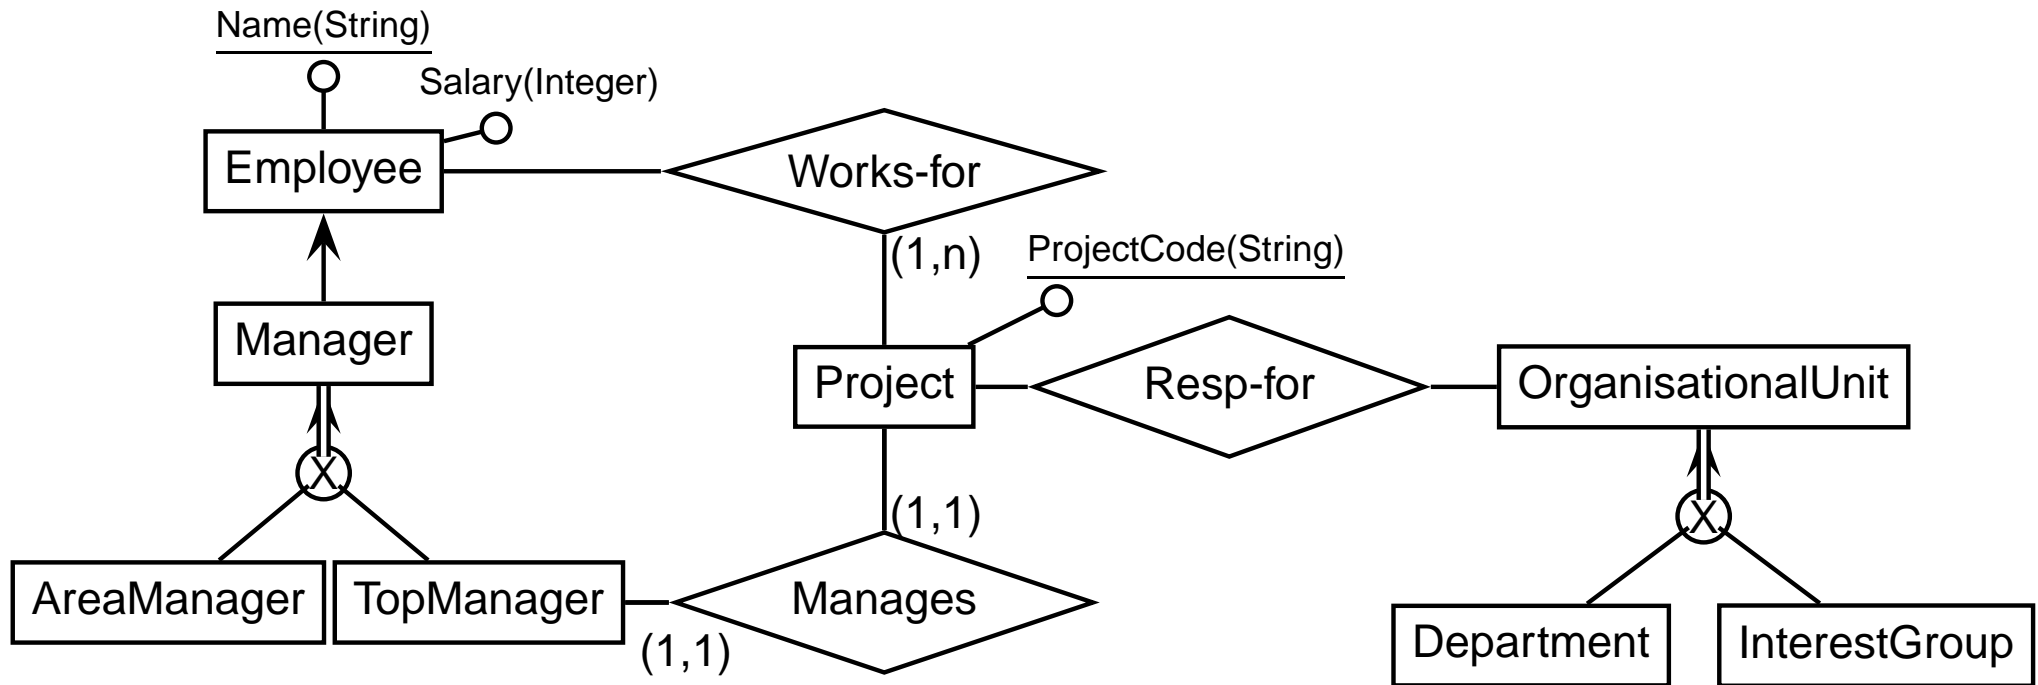 Name(String)
Salary(Integer)
Employee
Works-for
(1,n)
ProjectCode(String)
Manager
Project
Resp-for
OrganisationalUnit
X
(1,1)
X
AreaManager
TopManager
(1,1)
Manages
Department
InterestGroup